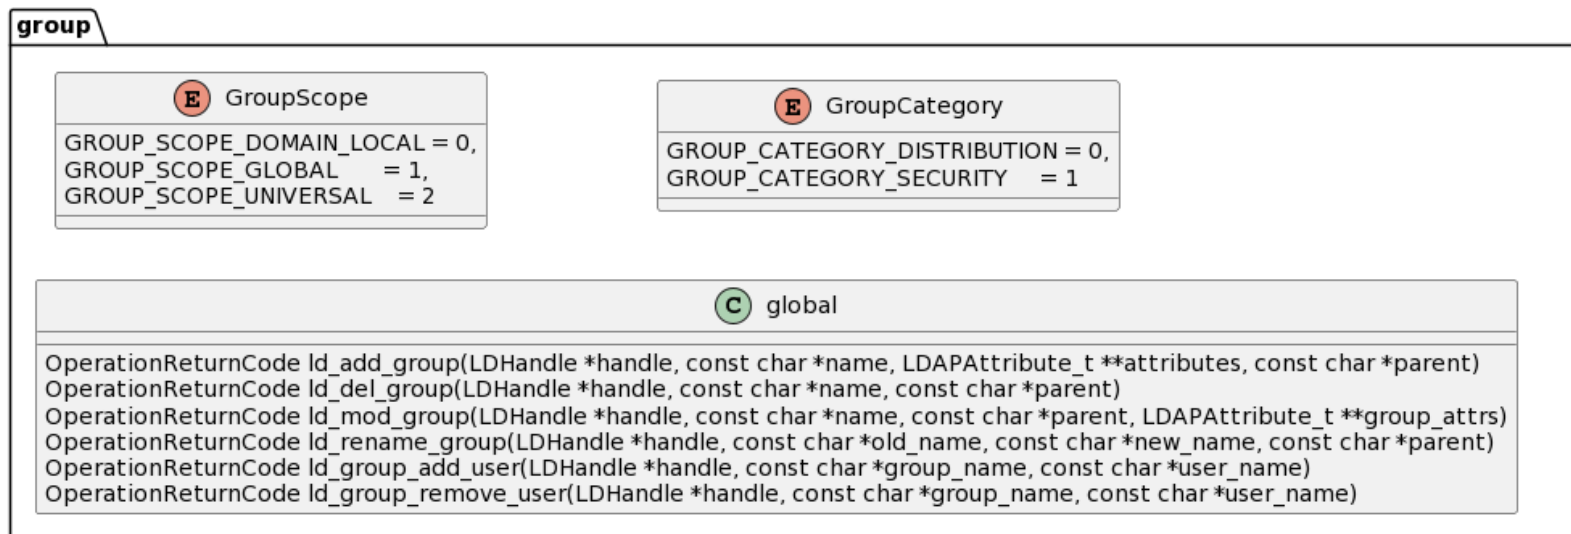 group
E GroupScope
GROUP_SCOPE_DOMAIN_LOCAL = 0,
GROUP_SCOPE_GLOBAL = 1,
GROUP_SCOPE_UNIVERSAL = 2
E GroupCategory
GROUP_CATEGORY_DISTRIBUTION = 0,
GROUP_CATEGORY_SECURITY = 1
C global
OperationReturnCode ld_add_group(LDHandle *handle, const char *name, LDAPAttribute_t **attributes, const char *parent)
OperationReturnCode ld_del_group(LDHandle *handle, const char *name, const char *parent)
OperationReturnCode ld_mod_group(LDHandle *handle, const char *name, const char *parent, LDAPAttribute_t **group_attrs)
OperationReturnCode ld_rename_group(LDHandle *handle, const char *old_name, const char *new_name, const char *parent)
OperationReturnCode ld_group_add_user(LDHandle *handle, const char *group_name, const char *user_name)
OperationReturnCode ld_group_remove_user(LDHandle *handle, const char *group_name, const char *user_name)